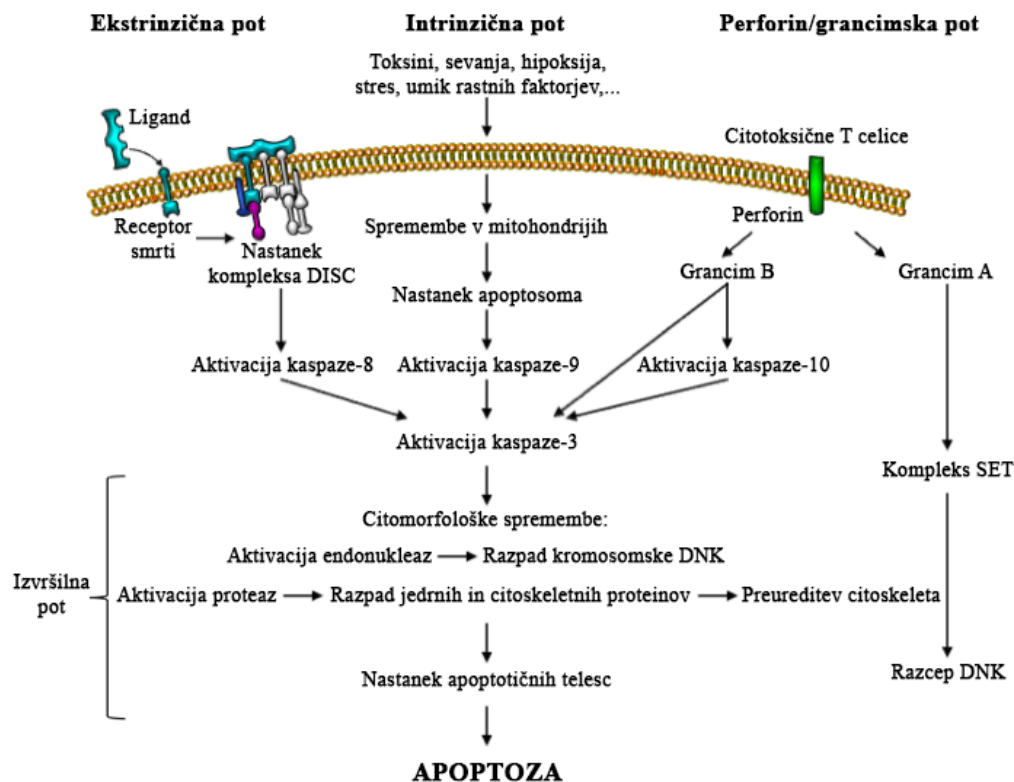 Ekstrinzična pot
Intrinzična pot
Perforin/grancimska pot
Toksini, sevanja, hipoksija,
stres, umik rastnih faktorjev,...
Ligand
Citotoksične T celice
Receptor
smrti
Nastanek
kompleksa DISC
Spremembe v mitohondrijih
Perforin
Grancim B
Grancim A
Nastanek apoptosoma
Aktivacija kaspaze-8
Aktivacija kaspaze-9
Aktivacija kaspaze-10
Aktivacija kaspaze-3
Kompleks SET
Citomorfološke spremembe:
Aktivacija endonukleaz
Razpad kromosomske DNK
Izvršilna
pot
Aktivacija proteaz
Razpad jedrnih in citoskeletnih proteinov
Preureditev citoskeleta
Razcep DNK
Nastanek apoptotičnih telesc
APOPTOZA